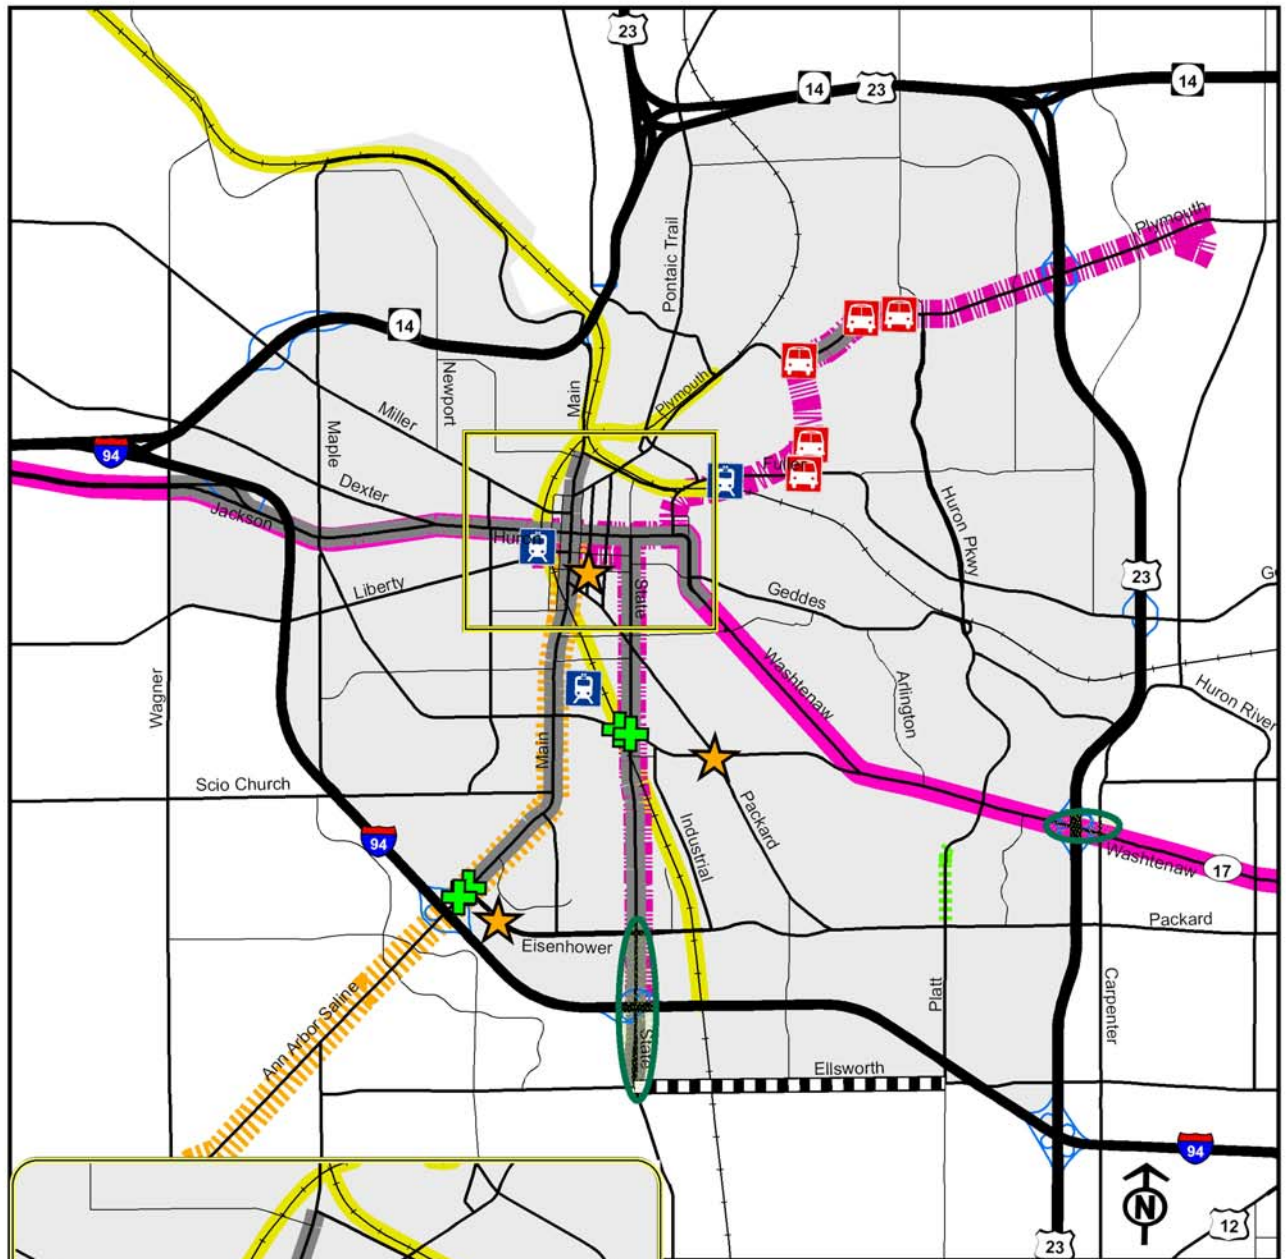 23
14
23
14
Plymouth
Pontaic Trail
14
Newport
Main
Plymouth
Miller
Maple
94
Dexter
Fuller
Jackson
Huron
Huron Pkwy
23
Liberty
State
Geddes
G
Wagner
Washtenaw
Arlington
Huron River
Main
Scio Church
Packard
Industrial
94
Washtenaw
17
Eisenhower
Packard
Ann Arbor Saline
Platt
Carpenter
State
Ellsworth
94
N
12
23